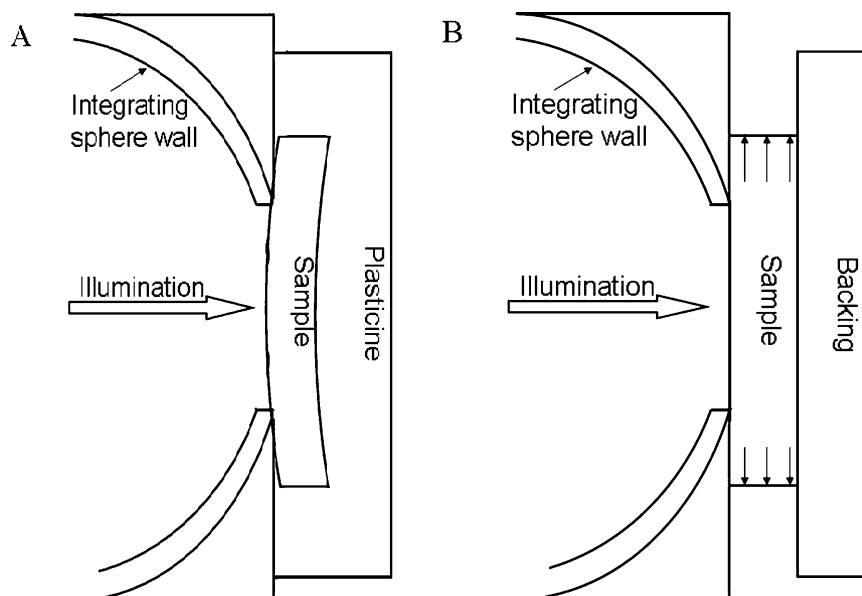 A
Integrating
sphere wall
Illumination
Sample
Plasticine
B
Integrating
sphere wall
Illumination
Sample
Backing